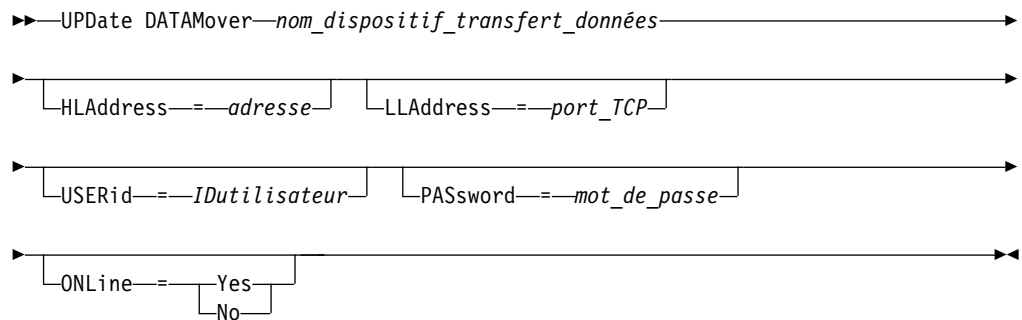 UPDate DATAMover nom_dispositif_transfert_données
HLAddress = adresse LLAddress = port_TCP
USERid = IDutilisateur PASsword = mot_de_passe
ONLine = Yes
No